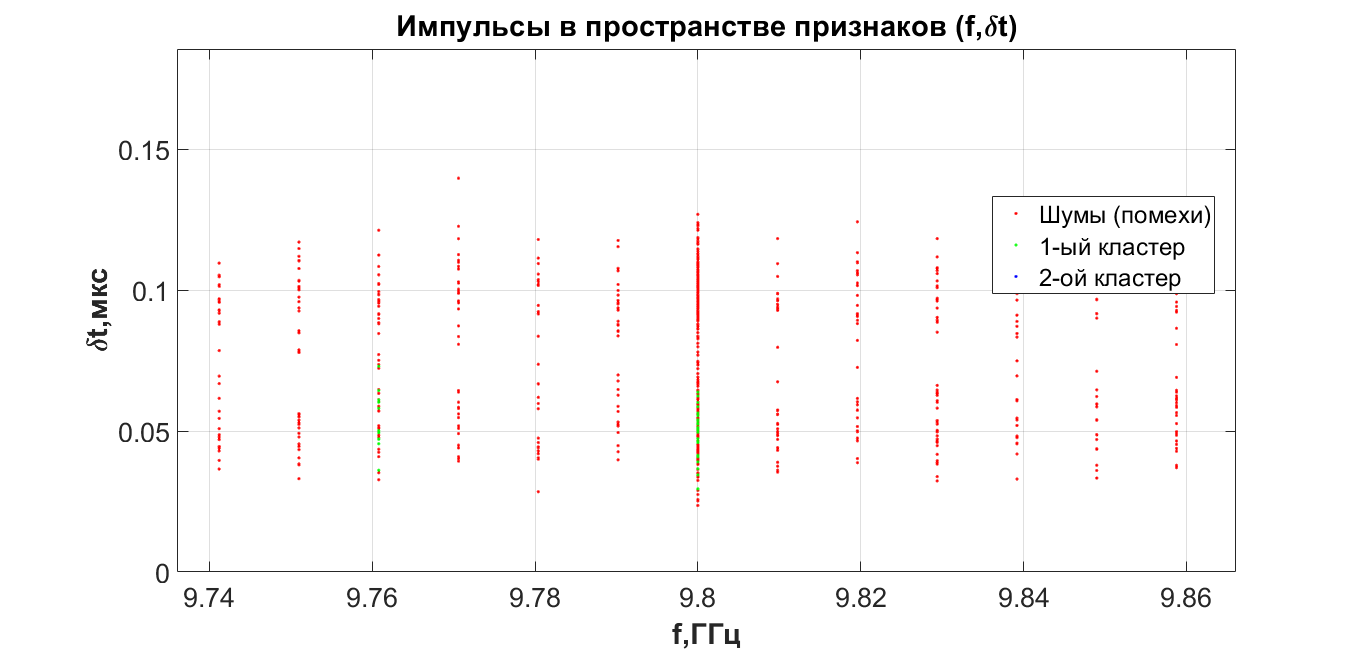 Импульсы в пространстве признаков (f,δt)
δt,мкс
0.15
0.1
0.05
0
Шумы (помехи)
1-ый кластер
2-ой кластер
9.74 9.76 9.78 9.8 9.82 9.84 9.86
f,ГГц